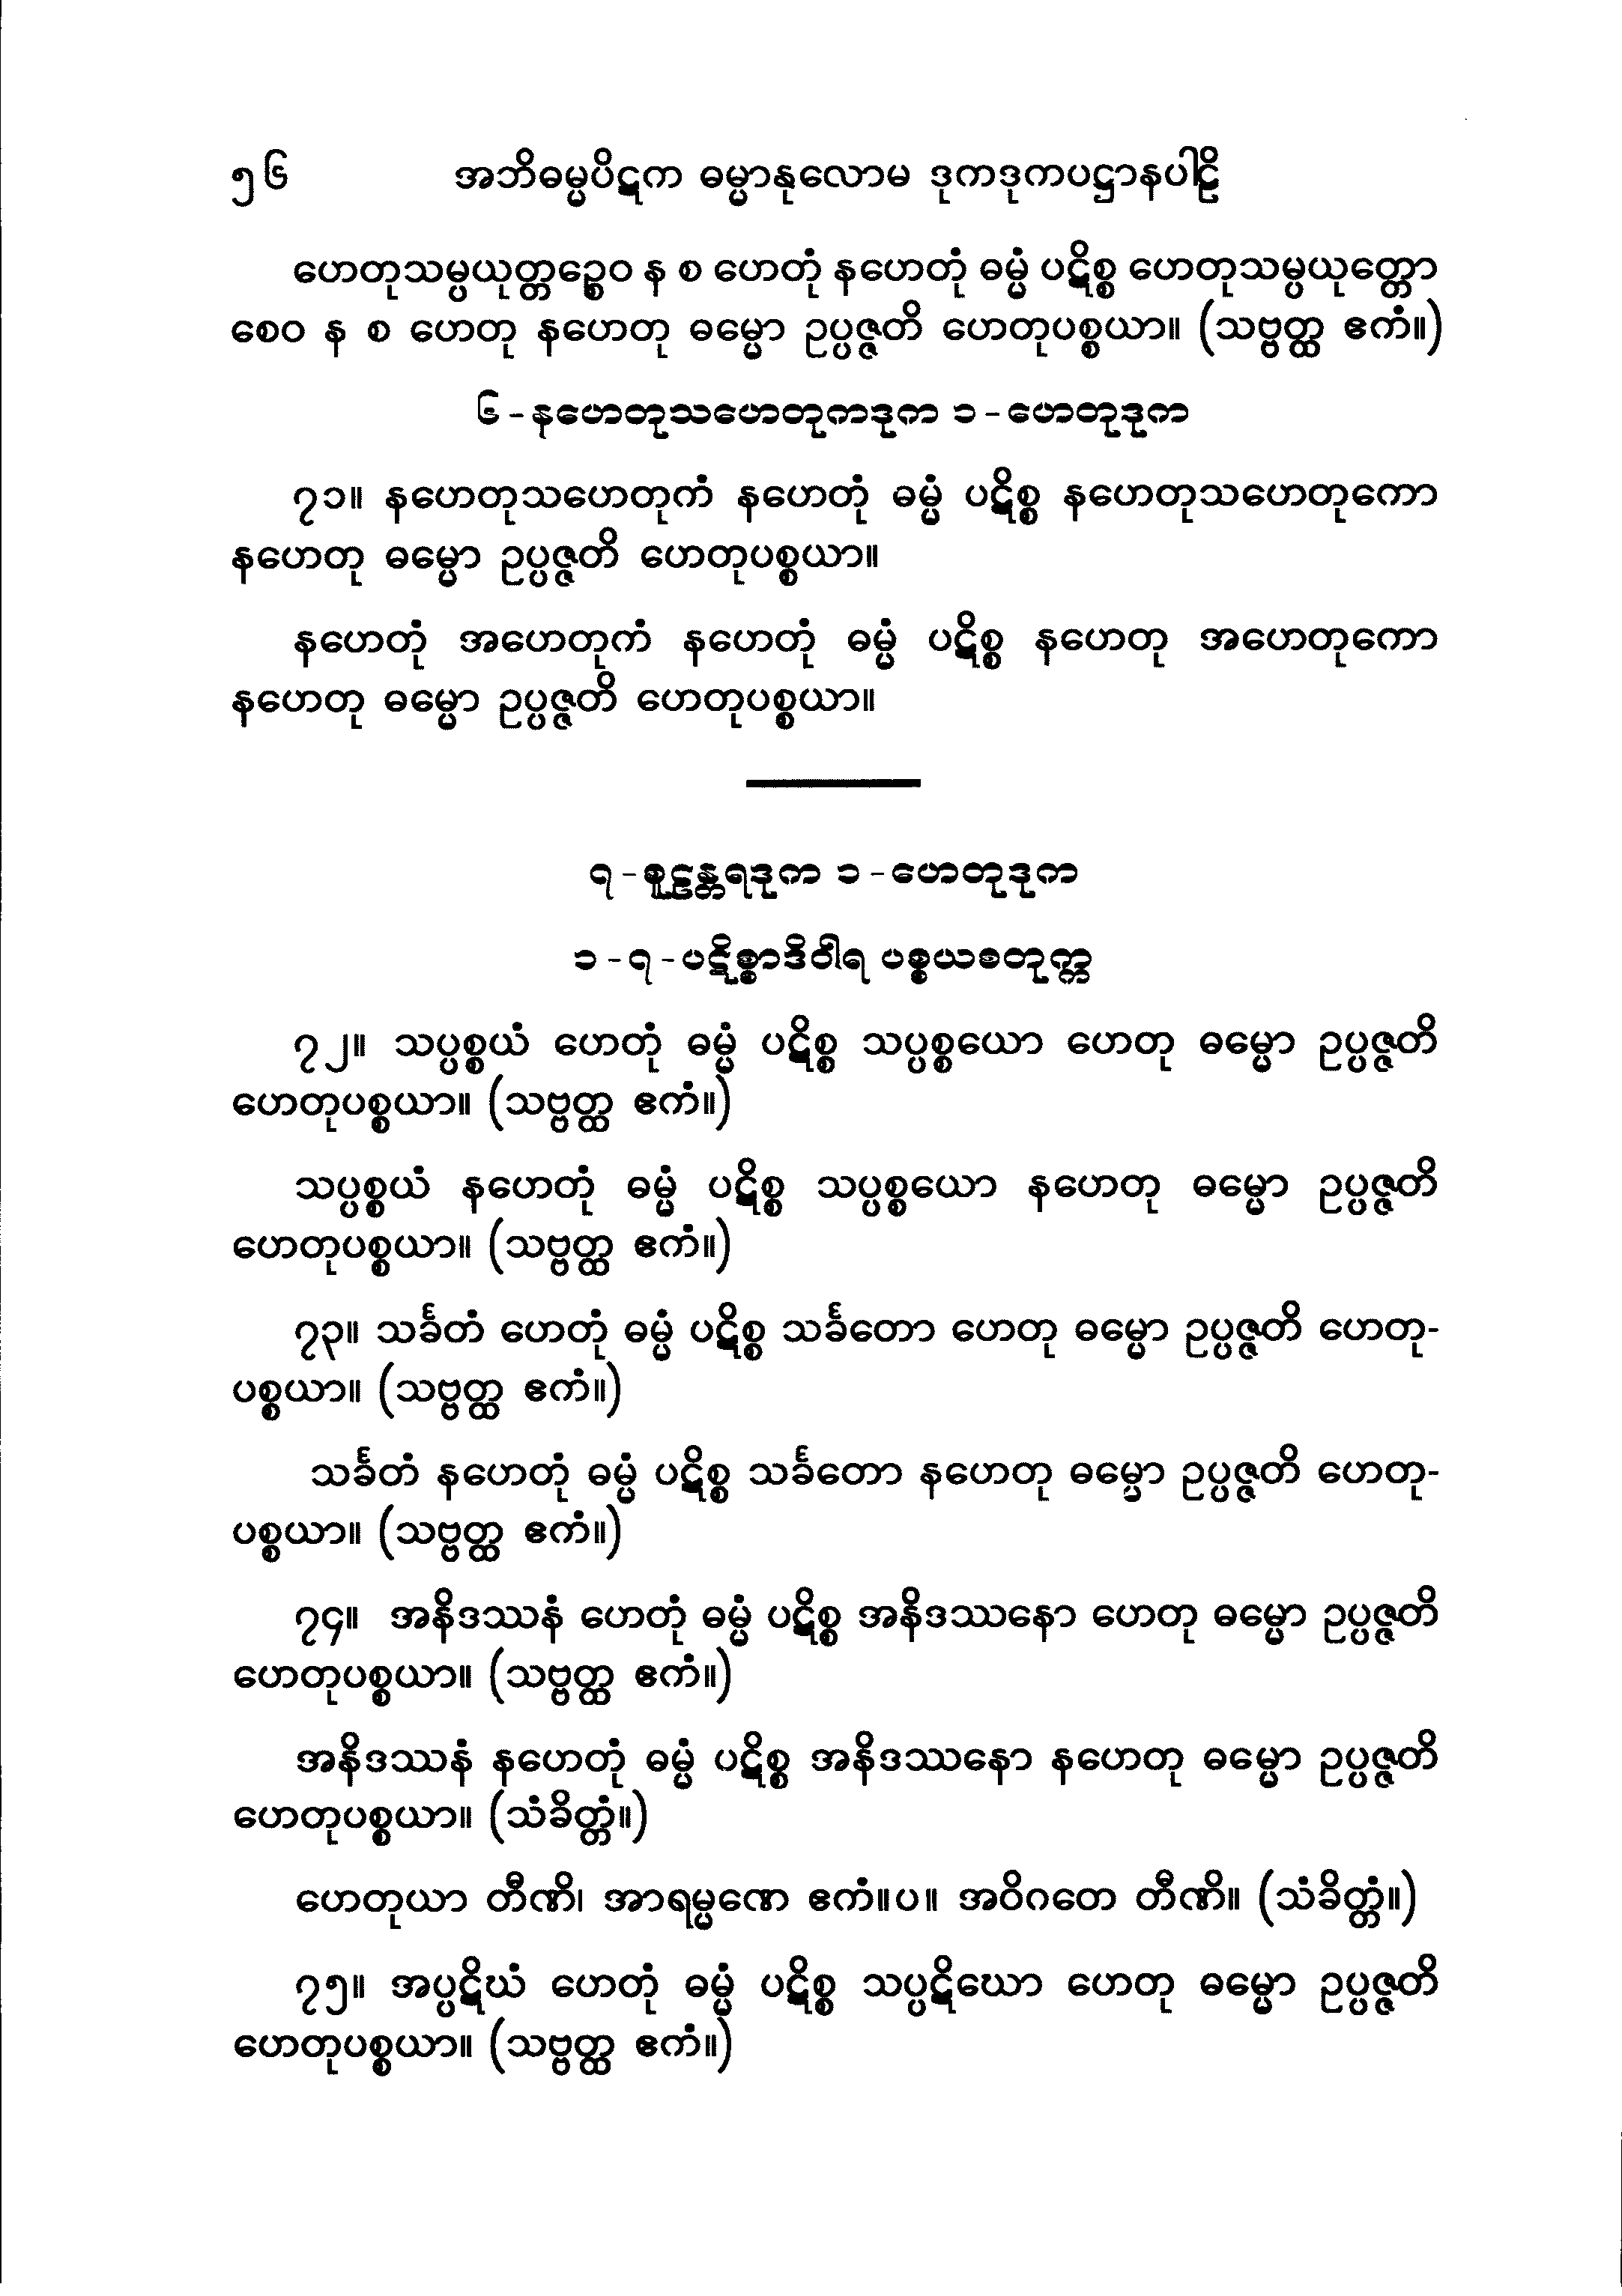 ၅၆ အဘိဓမ္မပိဋက ဓမ္မာနုလောမ ဒုကဒုကပဋ္ဌာနပါဠိ
ဟေတုသမ္ပယုတ္တဉ္စေဝ န စ ဟေတုံ နဟေတုံ ဓမ္မံ ပဋိစ္စ ဟေတုသမ္ပယုတ္တော
စေဝ န စ ဟေတု နဟေတု ဓမ္မော ဥပ္ပဇ္ဇတိ ဟေတုပစ္စယာ။ (သဗ္ဗတ္ထ ဧကံ။)
၆-နဟေတုသဟေတုကဒုက ၁-ဟေတုဒုက
၇၁။ နဟေတုသဟေတုကံ နဟေတုံ ဓမ္မံ ပဋိစ္စ နဟေတုသဟေတုကော
နဟေတု ဓမ္မော ဥပ္ပဇ္ဇတိ ဟေတုပစ္စယာ။
နဟေတုံ အဟေတုကံ နဟေတုံ ဓမ္မံ ပဋိစ္စ နဟေတု အဟေတုကော
နဟေတု ဓမ္မော ဥပ္ပဇ္ဇတိ ဟေတုပစ္စယာ။
၇-စူဠန္တရဒုက ၁-ဟေတုဒုက
၁-၇-ပဋိစ္စာဒိဝါရ ပစ္စယစတုက္က
၇၂။ သပ္ပစ္စယံ ဟေတုံ ဓမ္မံ ပဋိစ္စ သပ္ပစ္စယော ဟေတု ဓမ္မော ဥပ္ပဇ္ဇတိ
ဟေတုပစ္စယာ။ (သဗ္ဗတ္ထ ဧကံ။)
သပ္ပစ္စယံ နဟေတုံ ဓမ္မံ ပဋိစ္စ သပ္ပစ္စယော နဟေတု ဓမ္မော ဥပ္ပဇ္ဇတိ
ဟေတုပစ္စယာ။ (သဗ္ဗတ္ထ ဧကံ။)
၇၃။ သင်္ခတံ ဟေတုံ ဓမ္မံ ပဋိစ္စ သင်္ခတော ဟေတု ဓမ္မော ဥပ္ပဇ္ဇတိ ဟေတု-
ပစ္စယာ။ (သဗ္ဗတ္ထ ဧကံ။)
သင်္ခတံ နဟေတုံ ဓမ္မံ ပဋိစ္စ သင်္ခတော နဟေတု ဓမ္မော ဥပ္ပဇ္ဇတိ ဟေတု-
ပစ္စယာ။ (သဗ္ဗတ္ထ ဧကံ။)
၇၄။ အနိဒဿနံ ဟေတုံ ဓမ္မံ ပဋိစ္စ အနိဒဿနော ဟေတု ဓမ္မော ဥပ္ပဇ္ဇတိ
ဟေတုပစ္စယာ။ (သဗ္ဗတ္ထ ဧကံ။)
အနိဒဿနံ နဟေတုံ ဓမ္မံ ပဋိစ္စ အနိဒဿနော နဟေတု ဓမ္မော ဥပ္ပဇ္ဇတိ
ဟေတုပစ္စယာ။ (သံခိတ္တံ။)
ဟေတုယာ တီဏိ၊ အာရမ္မဏေ ဧကံ။ပ။ အဝိဂတေ တီဏိ။ (သံခိတ္တံ။)
၇၅။ အပ္ပဋိဃံ ဟေတုံ ဓမ္မံ ပဋိစ္စ သပ္ပဋိဃော ဟေတု ဓမ္မော ဥပ္ပဇ္ဇတိ
ဟေတုပစ္စယာ။ (သဗ္ဗတ္ထ ဧကံ။)